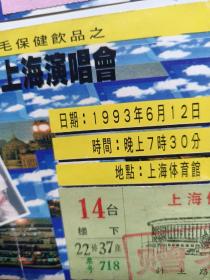 毛保健飲品之
上海演唱會
日期：1993年6月12日
時間：晚上7時30分
地點：上海体育館
14台
樓下
22排37座
票号 718
上海